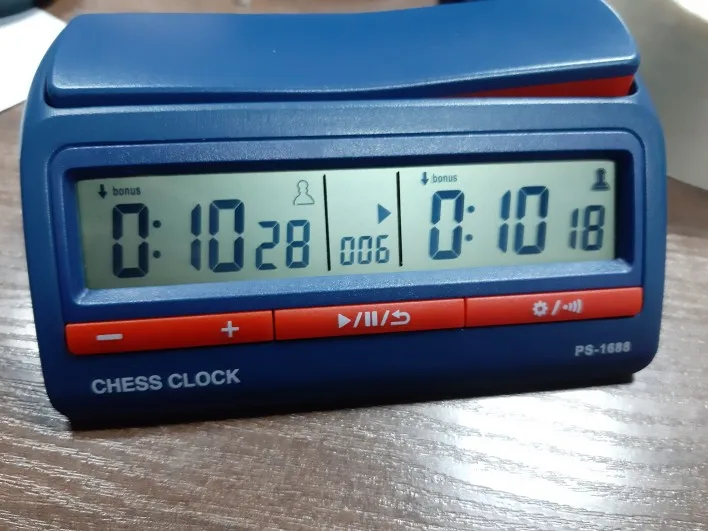 bonus bonus
0:10 28 006 0:10 18
− + ▶/II/⮌ /
CHESS CLOCK PS-1688